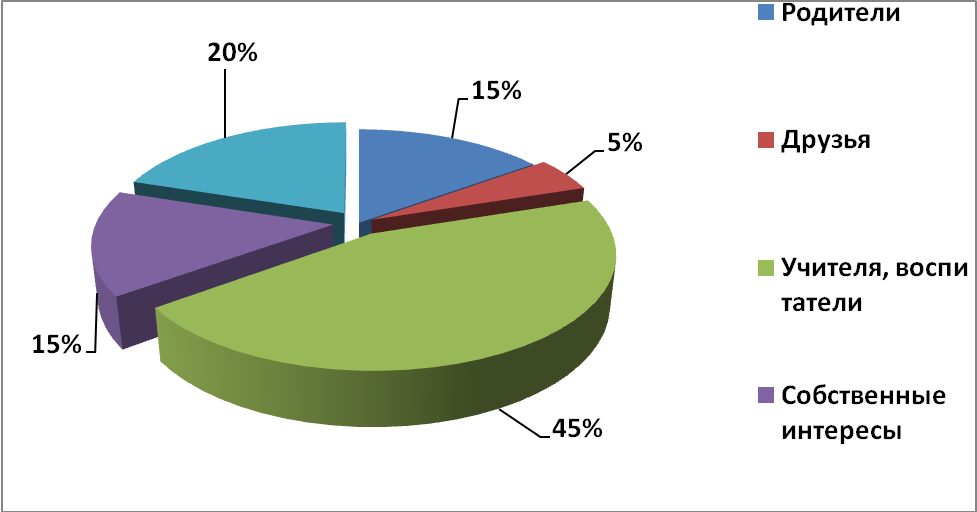 Родители
20%
15%
5%
Друзья
Учителя, воспи
татели
15%
Собственные
интересы
45%